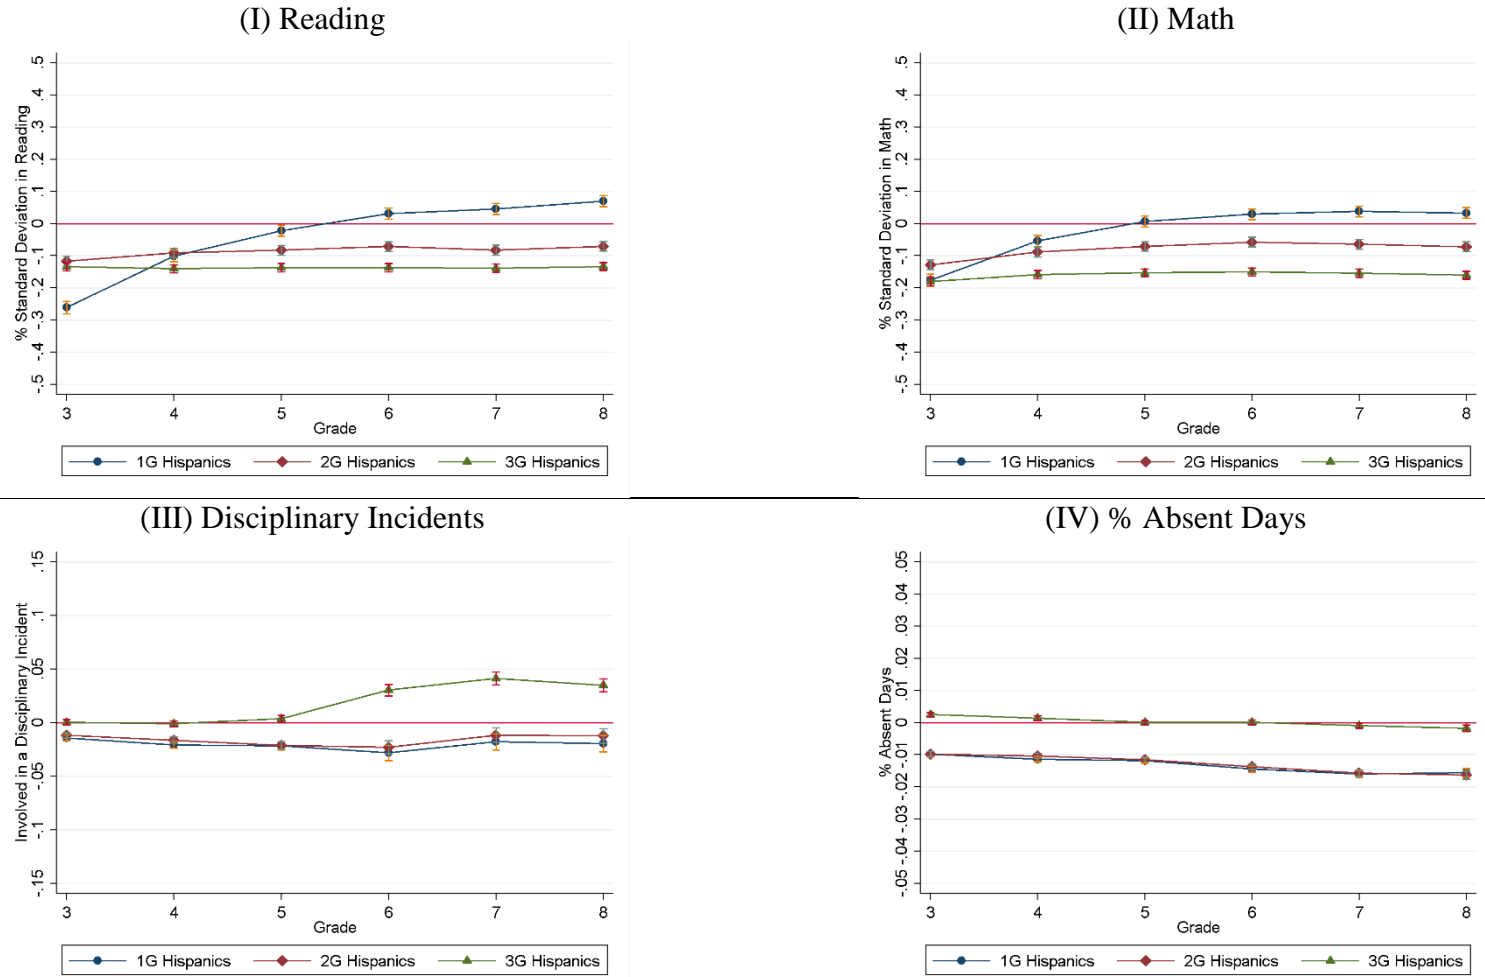 (I) Reading
% Standard Deviation in Reading
.5
.4
.3
.2
.1
0
-.1
-.2
-.3
-.4
-.5
3 4 5 6 7 8
Grade
1G Hispanics 2G Hispanics 3G Hispanics
(II) Math
% Standard Deviation in Math
.5
.4
.3
.2
.1
0
-.1
-.2
-.3
-.4
-.5
3 4 5 6 7 8
Grade
1G Hispanics 2G Hispanics 3G Hispanics
(III) Disciplinary Incidents
Involved in a Disciplinary Incident
.15
.1
.05
0
-.05
-.1
-.15
3 4 5 6 7 8
Grade
1G Hispanics 2G Hispanics 3G Hispanics
(IV) % Absent Days
% Absent Days
.05
.04
.03
.02
.01
0
-.01
-.02
-.03
-.04
-.05
3 4 5 6 7 8
Grade
1G Hispanics 2G Hispanics 3G Hispanics